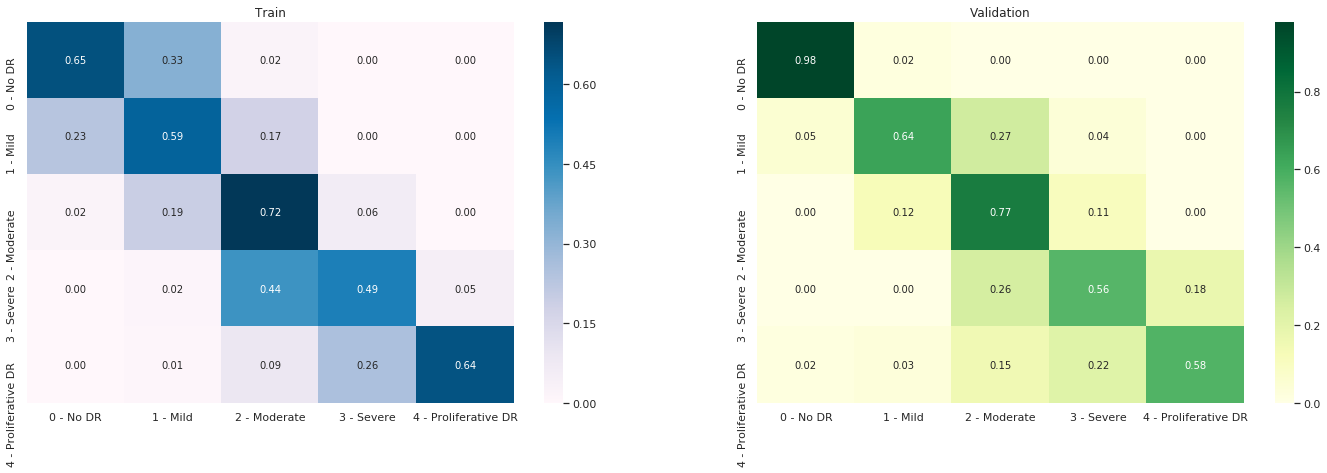 Train
0 - No DR
1 - Mild
2 - Moderate
3 - Severe
4 - Proliferative DR
0.65 0.33 0.02 0.00 0.00
0.23 0.59 0.17 0.00 0.00
0.02 0.19 0.72 0.06 0.00
0.00 0.02 0.44 0.49 0.05
0.00 0.01 0.09 0.26 0.64
0 - No DR 1 - Mild 2 - Moderate 3 - Severe 4 - Proliferative DR
0.60
0.45
0.30
0.15
0.00
Validation
0 - No DR
1 - Mild
2 - Moderate
3 - Severe
4 - Proliferative DR
0.98 0.02 0.00 0.00 0.00
0.05 0.64 0.27 0.04 0.00
0.00 0.12 0.77 0.11 0.00
0.00 0.00 0.26 0.56 0.18
0.02 0.03 0.15 0.22 0.58
0 - No DR 1 - Mild 2 - Moderate 3 - Severe 4 - Proliferative DR
0.8
0.6
0.4
0.2
0.0